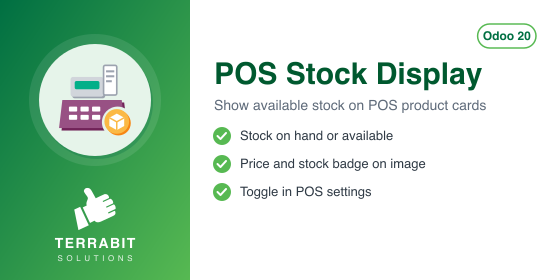 Odoo 20
POS Stock Display
Show available stock on POS product cards
Stock on hand or available
Price and stock badge on image
Toggle in POS settings
TERRABIT
SOLUTIONS